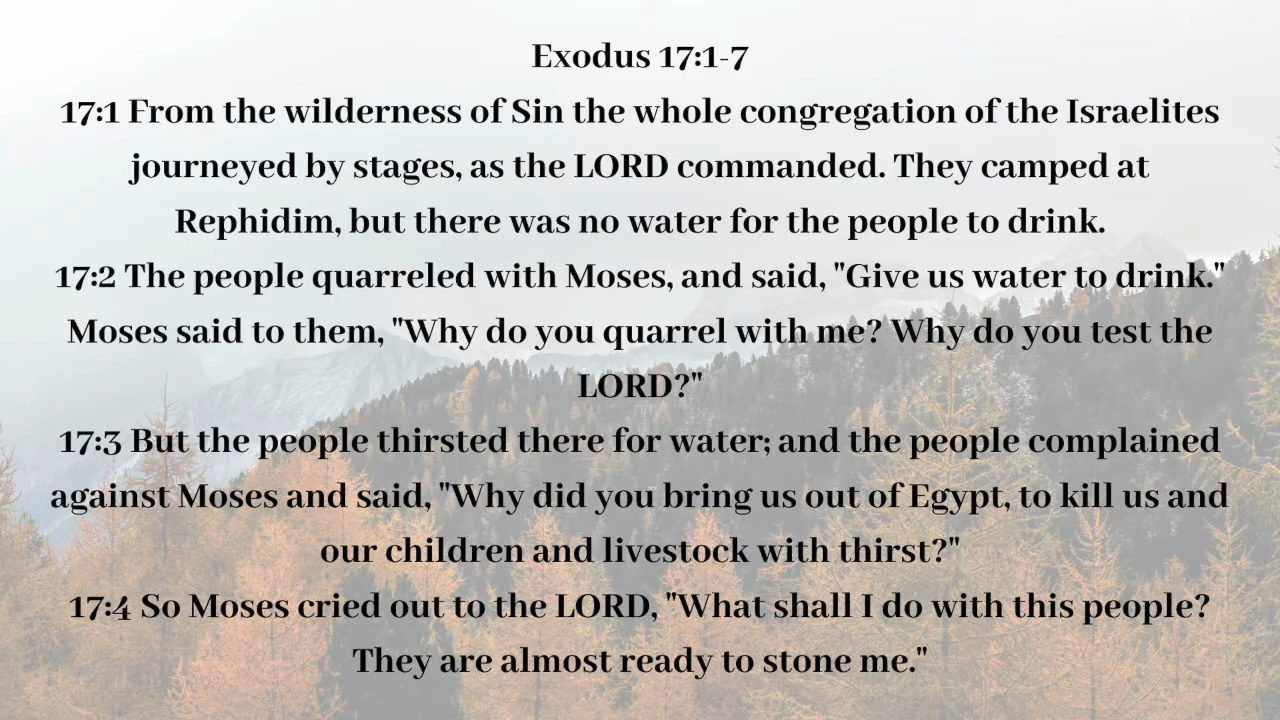 Exodus 17:1-7
17:1 From the wilderness of Sin the whole congregation of the Israelites
journeyed by stages, as the LORD commanded. They camped at
Rephidim, but there was no water for the people to drink.
17:2 The people quarreled with Moses, and said, "Give us water to drink."
Moses said to them, "Why do you quarrel with me? Why do you test the
LORD?"
17:3 But the people thirsted there for water; and the people complained
against Moses and said, "Why did you bring us out of Egypt, to kill us and
our children and livestock with thirst?"
17:4 So Moses cried out to the LORD, "What shall I do with this people?
They are almost ready to stone me."